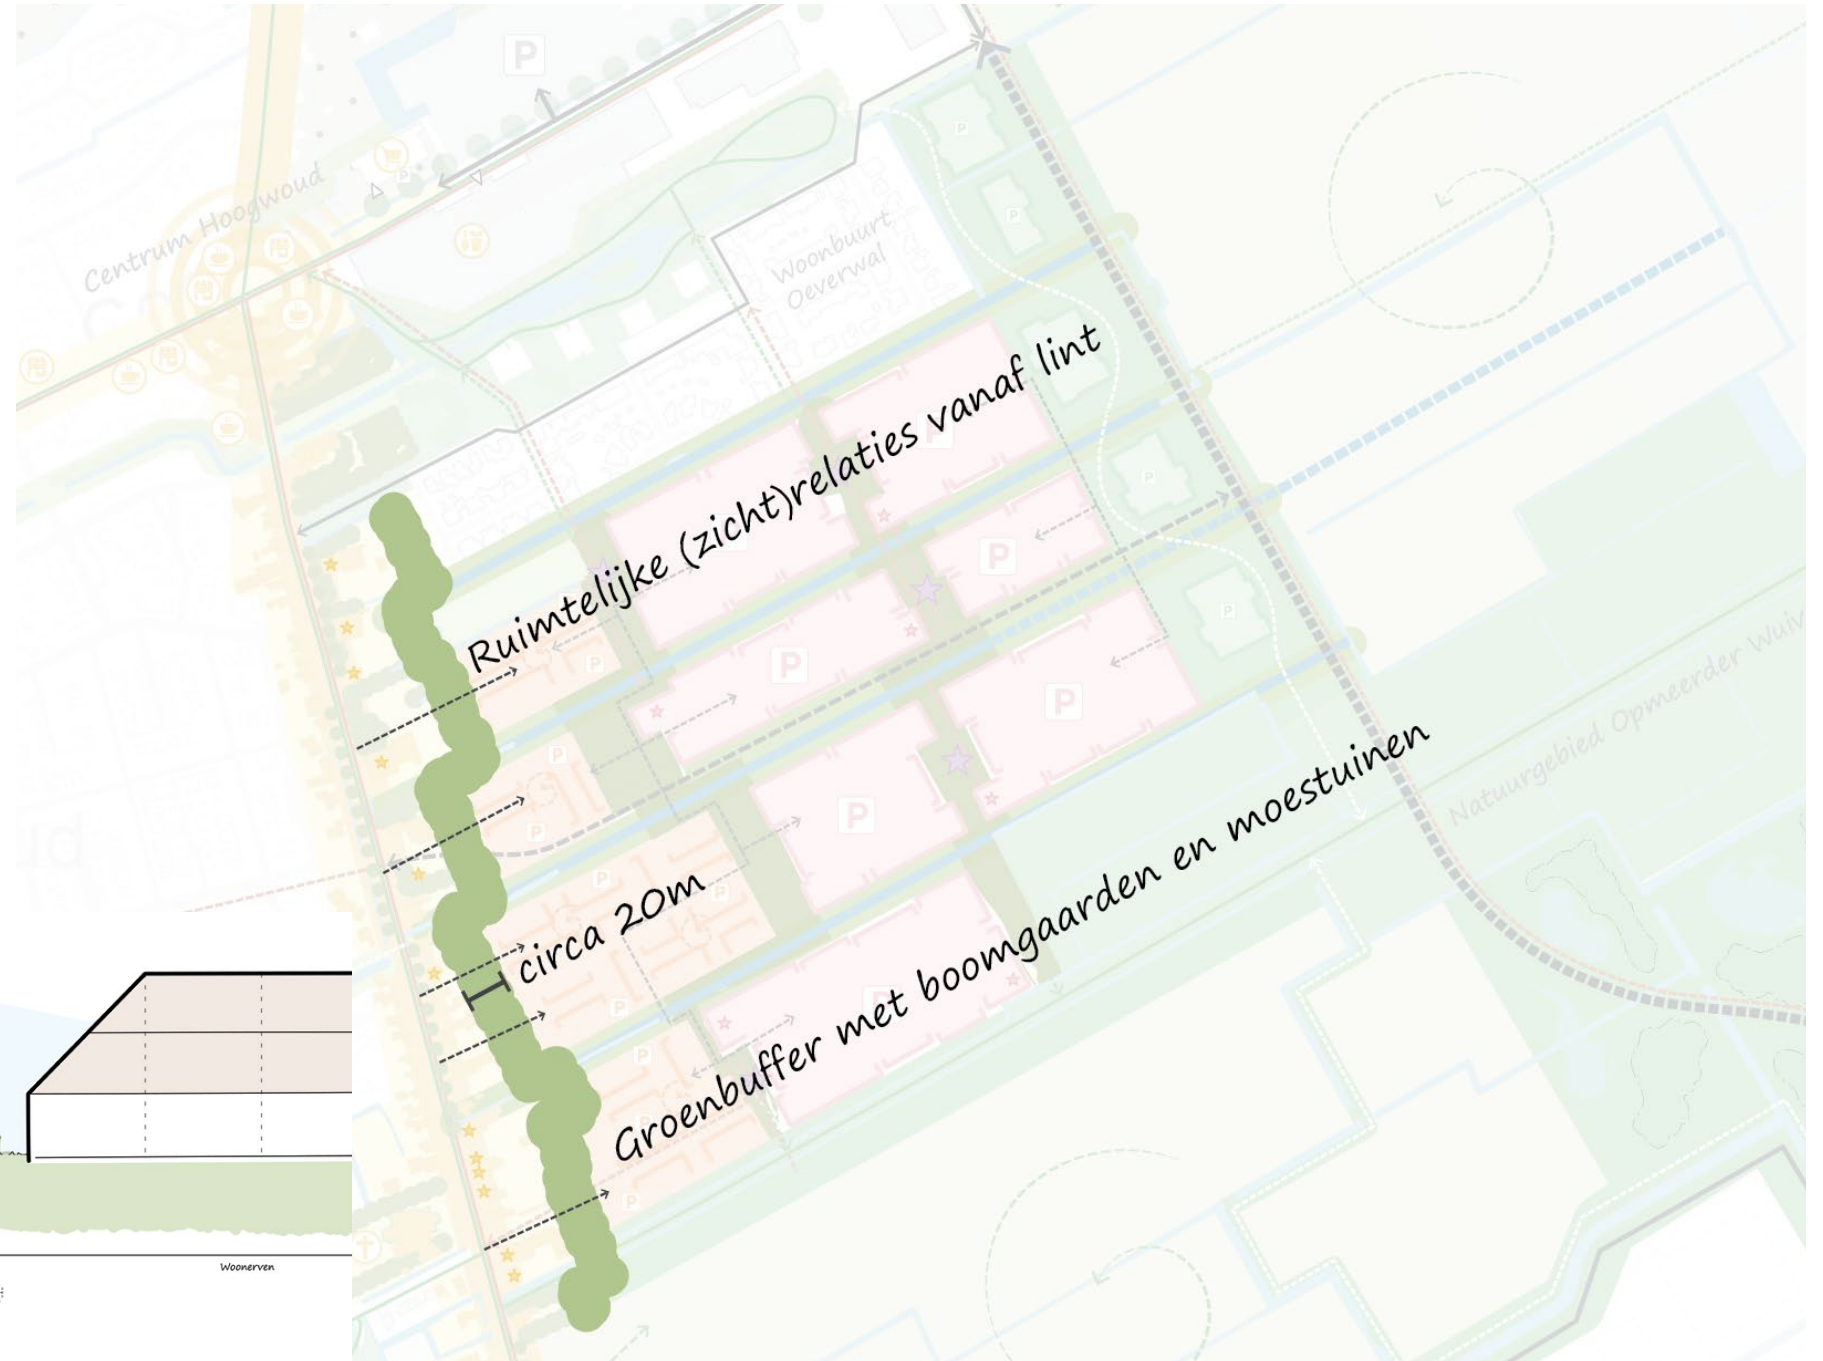 P
Centrum Hoogwoud
P
P
P
Woonbuurt
Oeverwal
Ruimtelijke (zicht)relaties vanaf lint
P
P
P
P
P
P
P
P
P
Natuurgebied Opmeerder Wuiv
P
P
P
circa 20m
P
P
Groenbuffer met boomgaarden en moestuinen
P
P
ud
Woonerven